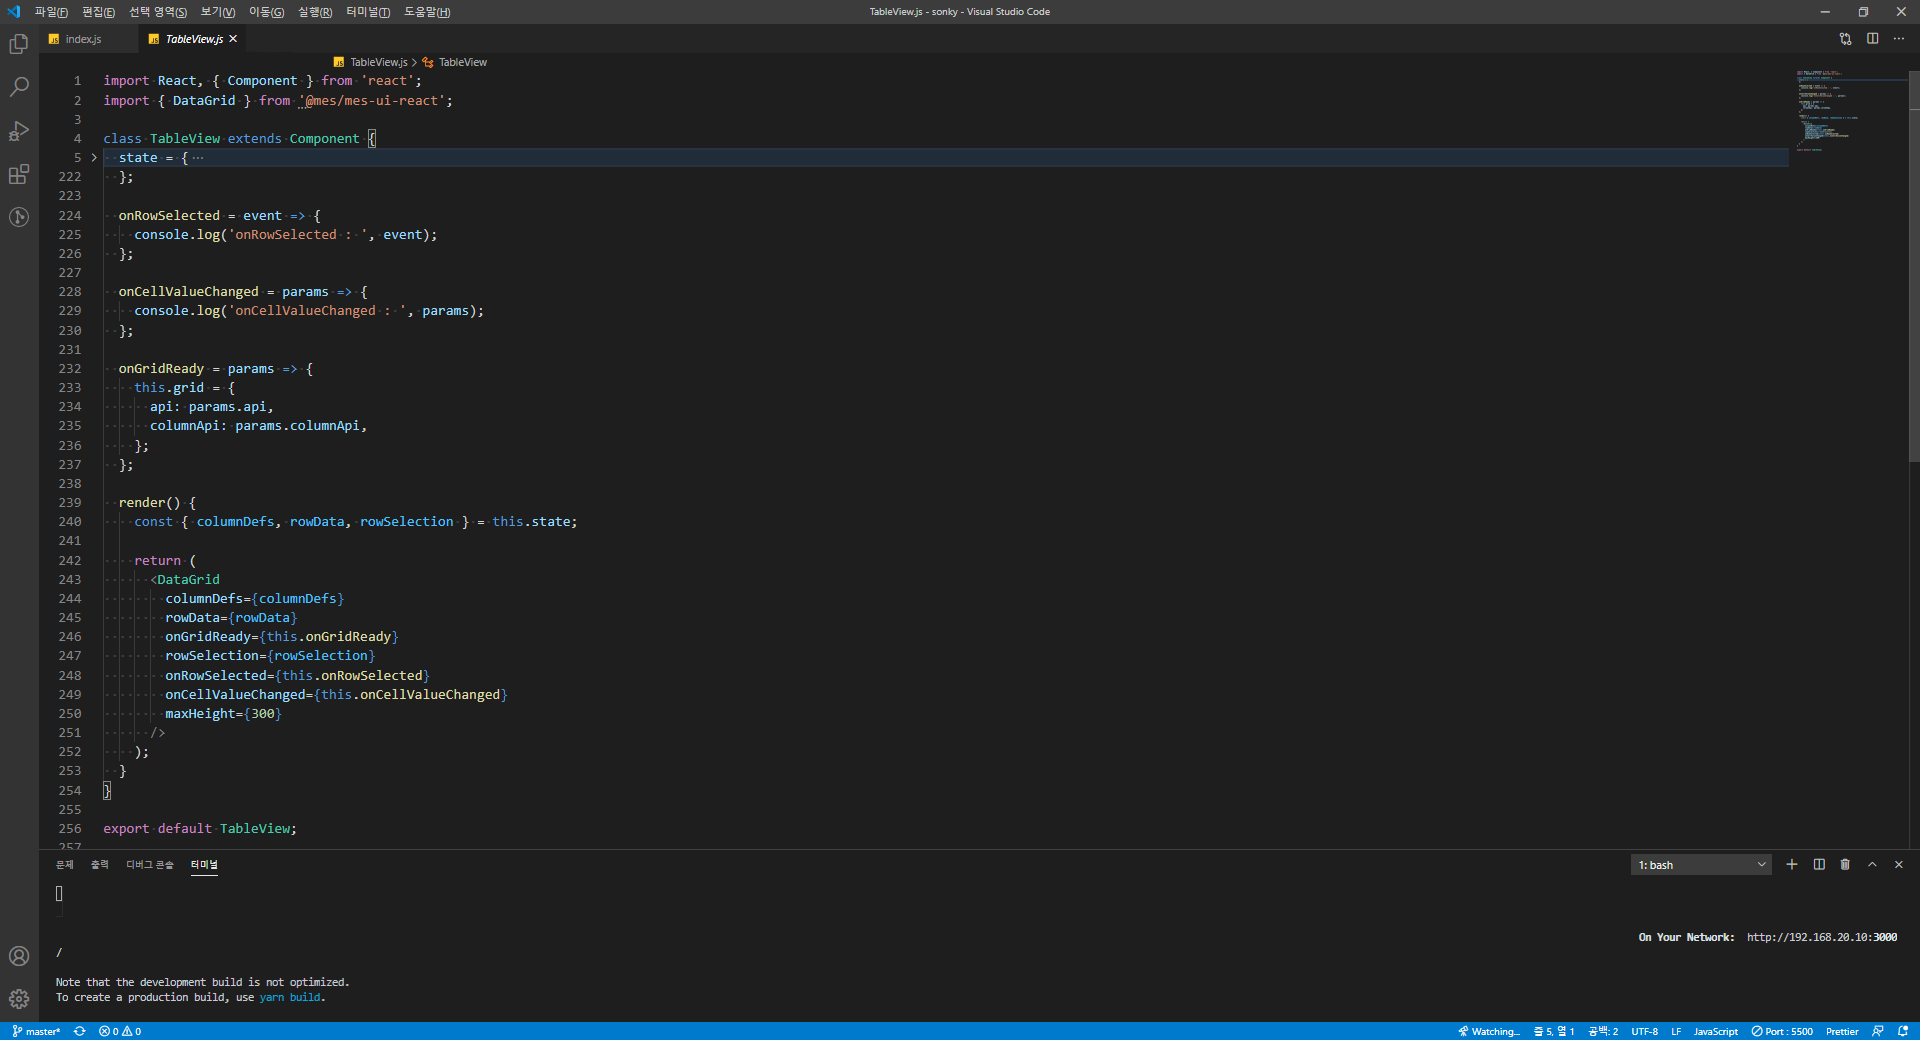 파일(F) 편집(E) 선택 영역(S) 보기(V) 이동(G) 실행(R) 터미널(T) 도움말(H) TableView.js - sonky - Visual Studio Code
JS index.js JS TableView.js
JS TableView.js > TableView
1 import React, { Component } from 'react';
2 import { DataGrid } from '@mes/mes-ui-react';
3
4 class TableView extends Component {
5 state = { ···
222 };
223
224 onRowSelected = event => {
225 console.log('onRowSelected : ', event);
226 };
227
228 onCellValueChanged = params => {
229 console.log('onCellValueChanged : ', params);
230 };
231
232 onGridReady = params => {
233 this.grid = {
234 api: params.api,
235 columnApi: params.columnApi,
236 };
237 };
238
239 render() {
240 const { columnDefs, rowData, rowSelection } = this.state;
241
242 return (
243 <DataGrid
244 columnDefs={columnDefs}
245 rowData={rowData}
246 onGridReady={this.onGridReady}
247 rowSelection={rowSelection}
248 onRowSelected={this.onRowSelected}
249 onCellValueChanged={this.onCellValueChanged}
250 maxHeight={300}
251 />
252 );
253 }
254 }
255
256 export default TableView;
257
문제 출력 디버그 콘솔 터미널 1: bash
On Your Network: http://192.168.20.10:3000
/
Note that the development build is not optimized.
To create a production build, use yarn build.
master* 0 0 Watching... 줄 5, 열 1 공백: 2 UTF-8 LF JavaScript Port : 5500 Prettier